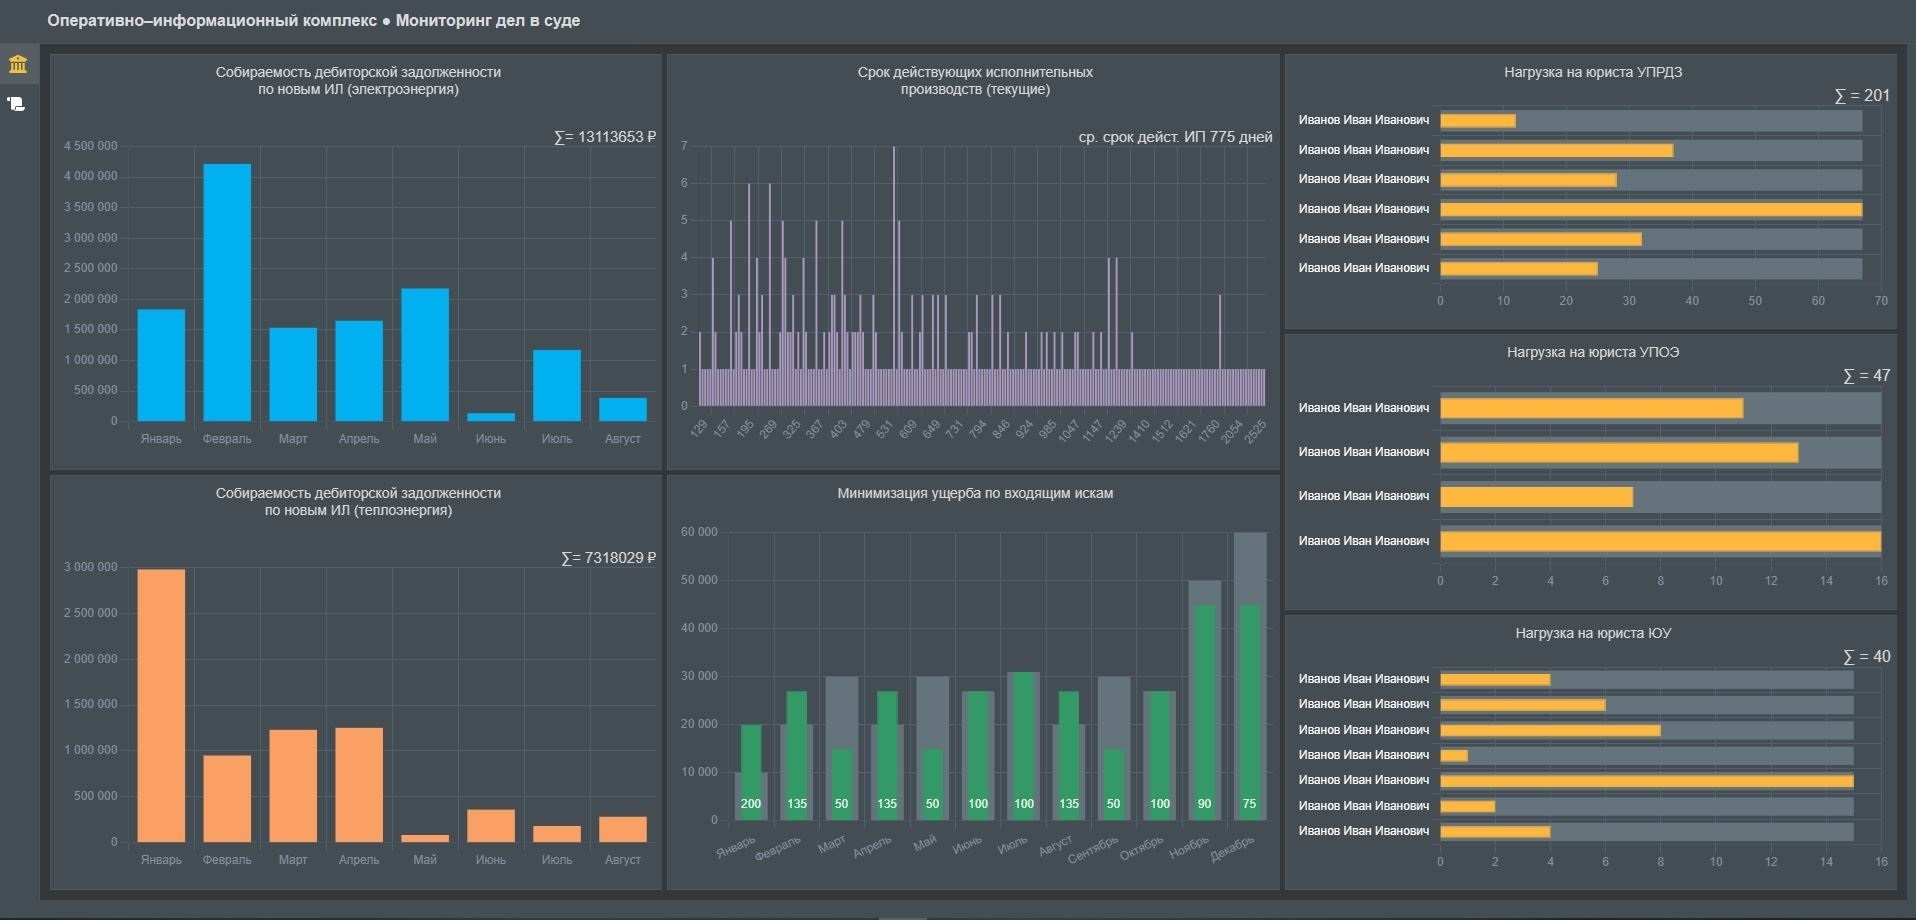 Оперативно–информационный комплекс ● Мониторинг дел в суде
Собираемость дебиторской задолженности
по новым ИЛ (электроэнергия)
∑= 13113653 ₽
4 500 000
4 000 000
3 500 000
3 000 000
2 500 000
2 000 000
1 500 000
1 000 000
500 000
0
Январь Февраль Март Апрель Май Июнь Июль Август
Срок действующих исполнительных
производств (текущие)
ср. срок дейст. ИП 775 дней
7
6
5
4
3
2
1
0
129 157 195 269 325 367 403 479 531 609 649 731 794 846 924 985 1047 1147 1239 1410 1512 1621 1760 2054 2525
Нагрузка на юриста УПРДЗ
∑ = 201
Иванов Иван Иванович
Иванов Иван Иванович
Иванов Иван Иванович
Иванов Иван Иванович
Иванов Иван Иванович
Иванов Иван Иванович
0 10 20 30 40 50 60 70
Нагрузка на юриста УПОЭ
∑ = 47
Иванов Иван Иванович
Иванов Иван Иванович
Иванов Иван Иванович
Иванов Иван Иванович
0 2 4 6 8 10 12 14 16
Собираемость дебиторской задолженности
по новым ИЛ (теплоэнергия)
∑= 7318029 ₽
3 000 000
2 500 000
2 000 000
1 500 000
1 000 000
500 000
0
Январь Февраль Март Апрель Май Июнь Июль Август
Минимизация ущерба по входящим искам
60 000
50 000
40 000
30 000
20 000
10 000
0
200 135 50 135 50 100 100 135 50 100 90 75
Январь Февраль Март Апрель Май Июнь Июль Август Сентябрь Октябрь Ноябрь Декабрь
Нагрузка на юриста ЮУ
∑ = 40
Иванов Иван Иванович
Иванов Иван Иванович
Иванов Иван Иванович
Иванов Иван Иванович
Иванов Иван Иванович
Иванов Иван Иванович
Иванов Иван Иванович
0 2 4 6 8 10 12 14 16